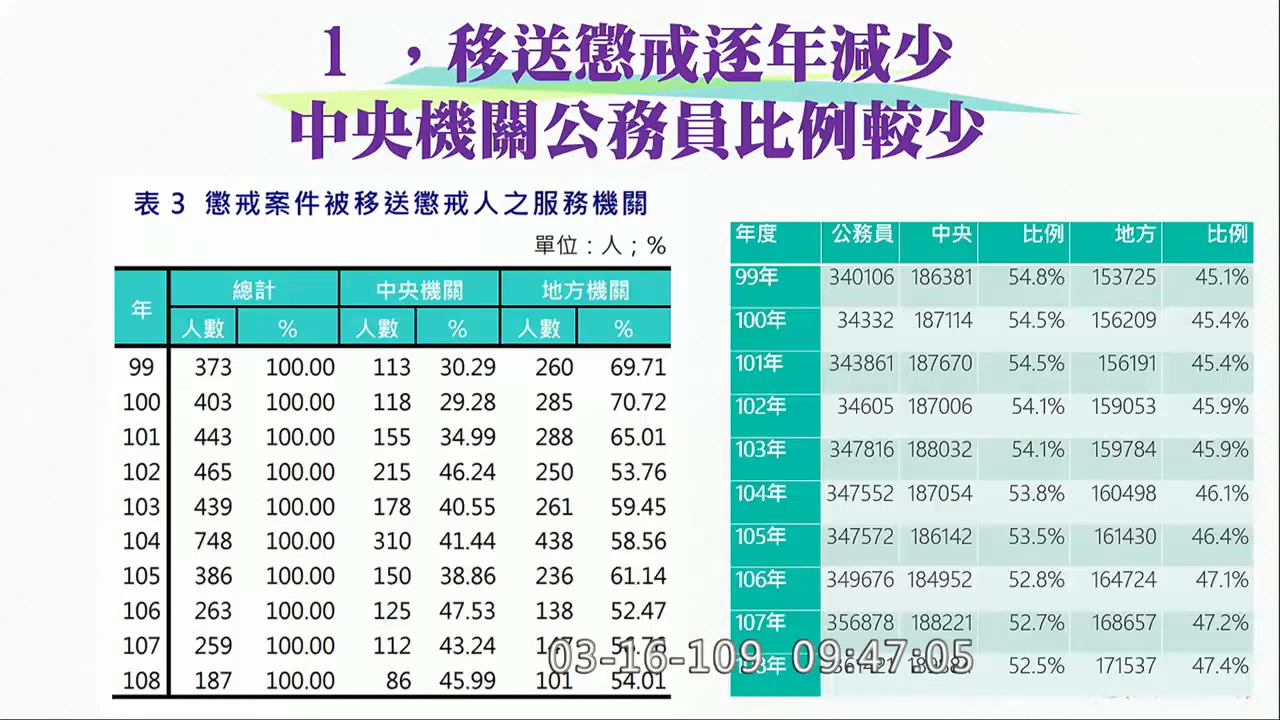 1 ，移送懲戒逐年減少
中央機關公務員比例較少
表 3 懲戒案件被移送懲戒人之服務機關
單位：人；%
年 總計 中央機關 地方機關
人數 % 人數 % 人數 %
99 373 100.00 113 30.29 260 69.71
100 403 100.00 118 29.28 285 70.72
101 443 100.00 155 34.99 288 65.01
102 465 100.00 215 46.24 250 53.76
103 439 100.00 178 40.55 261 59.45
104 748 100.00 310 41.44 438 58.56
105 386 100.00 150 38.86 236 61.14
106 263 100.00 125 47.53 138 52.47
107 259 100.00 112 43.24
108 187 100.00 86 45.99 101 54.01
年度 公務員 中央 比例 地方 比例
99年 340106 186381 54.8% 153725 45.1%
100年 34332 187114 54.5% 156209 45.4%
101年 343861 187670 54.5% 156191 45.4%
102年 34605 187006 54.1% 159053 45.9%
103年 347816 188032 54.1% 159784 45.9%
104年 347552 187054 53.8% 160498 46.1%
105年 347572 186142 53.5% 161430 46.4%
106年 349676 184952 52.8% 164724 47.1%
107年 356878 188221 52.7% 168657 47.2%
52.5% 171537 47.4%
03-16-109 09:47:05